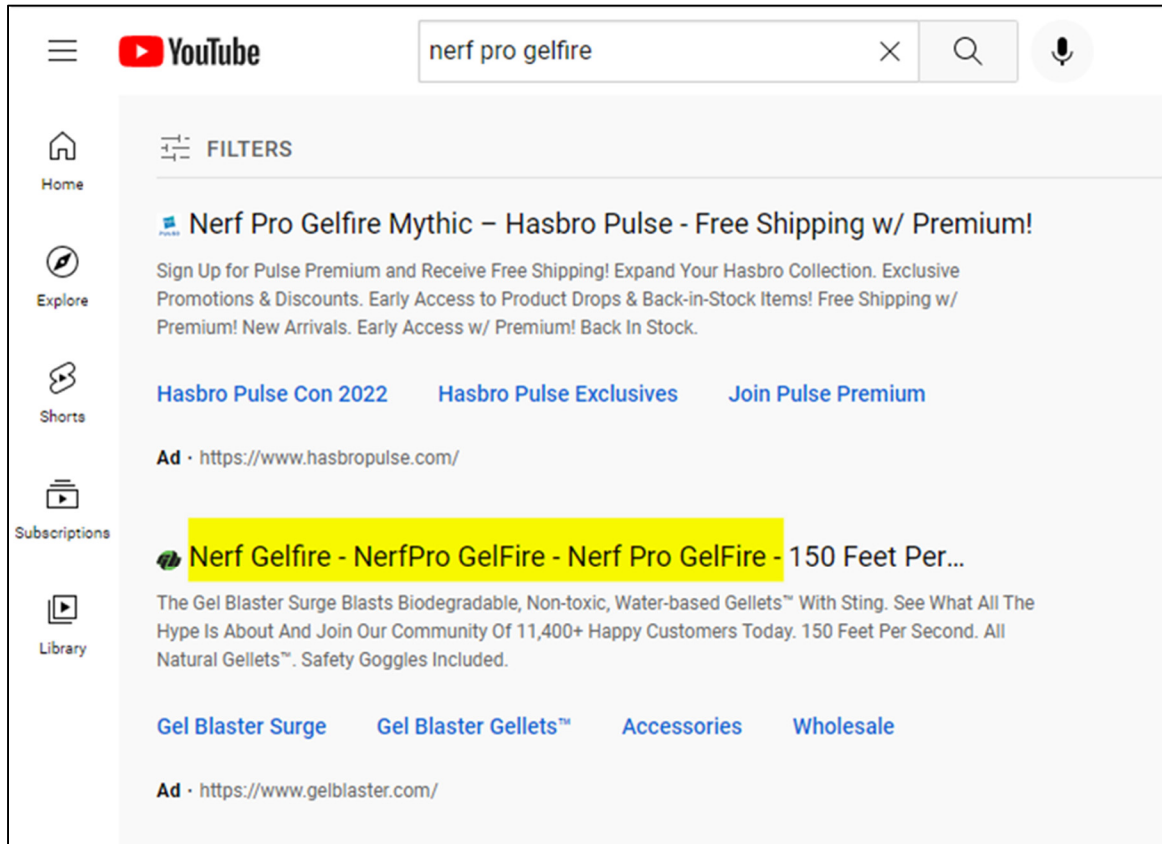 YouTube
nerf pro gelfire
Home
Explore
Shorts
Subscriptions
Library
FILTERS
Nerf Pro Gelfire Mythic – Hasbro Pulse - Free Shipping w/ Premium!
Sign Up for Pulse Premium and Receive Free Shipping! Expand Your Hasbro Collection. Exclusive
Promotions & Discounts. Early Access to Product Drops & Back-in-Stock Items! Free Shipping w/
Premium! New Arrivals. Early Access w/ Premium! Back In Stock.
Hasbro Pulse Con 2022 Hasbro Pulse Exclusives Join Pulse Premium
Ad · https://www.hasbropulse.com/
Nerf Gelfire - NerfPro GelFire - Nerf Pro GelFire - 150 Feet Per...
The Gel Blaster Surge Blasts Biodegradable, Non-toxic, Water-based Gellets™ With Sting. See What All The
Hype Is About And Join Our Community Of 11,400+ Happy Customers Today. 150 Feet Per Second. All
Natural Gellets™. Safety Goggles Included.
Gel Blaster Surge Gel Blaster Gellets™ Accessories Wholesale
Ad · https://www.gelblaster.com/